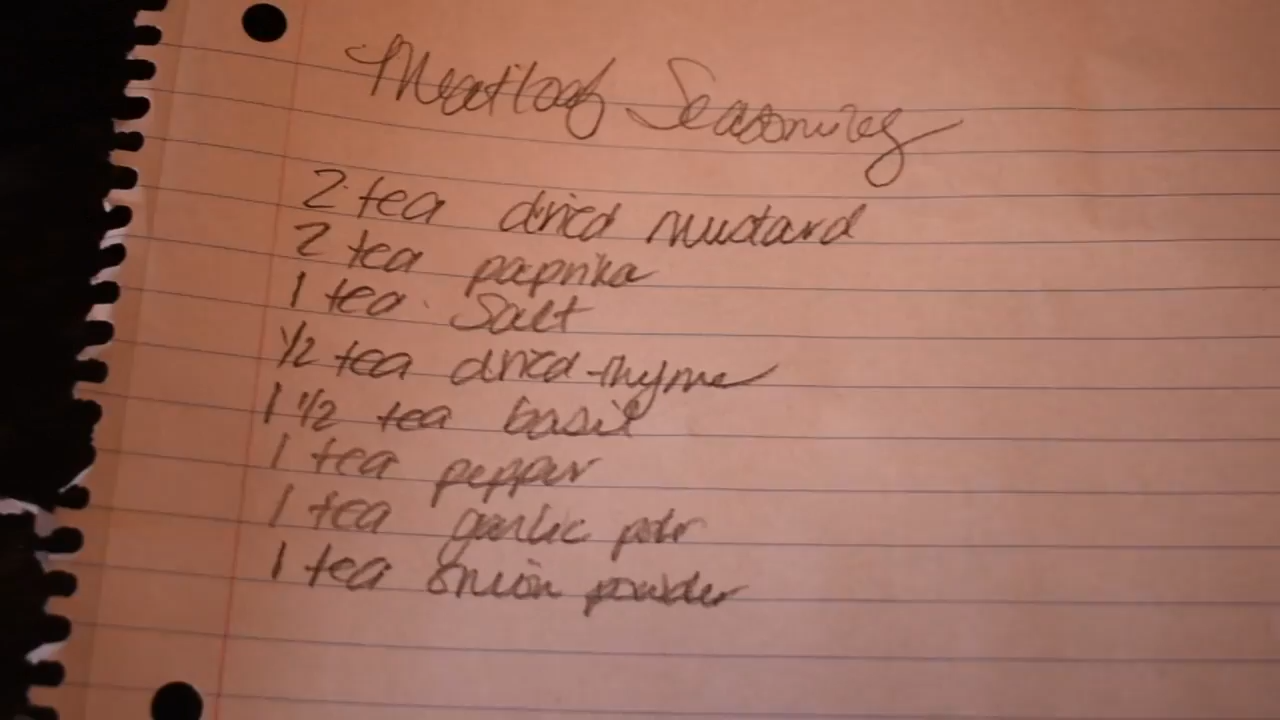 Meatloaf Seasoning
2 tea dried mustard
2 tea paprika
1 tea. Salt
1/2 tea dried thyme
1 1/2 tea basil
1 tea pepper
1 tea garlic pdr
1 tea onion powder